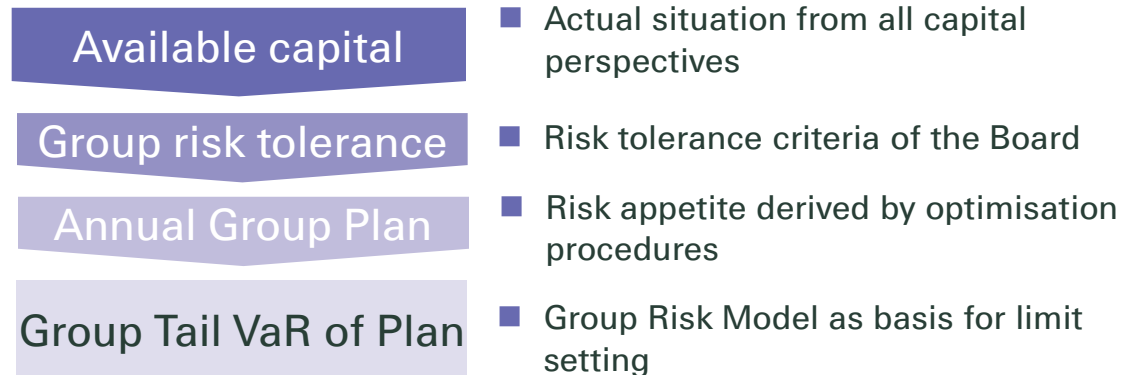 Available capital
Actual situation from all capital
perspectives
Group risk tolerance
Risk tolerance criteria of the Board
Annual Group Plan
Risk appetite derived by optimisation
procedures
Group Tail VaR of Plan
Group Risk Model as basis for limit
setting